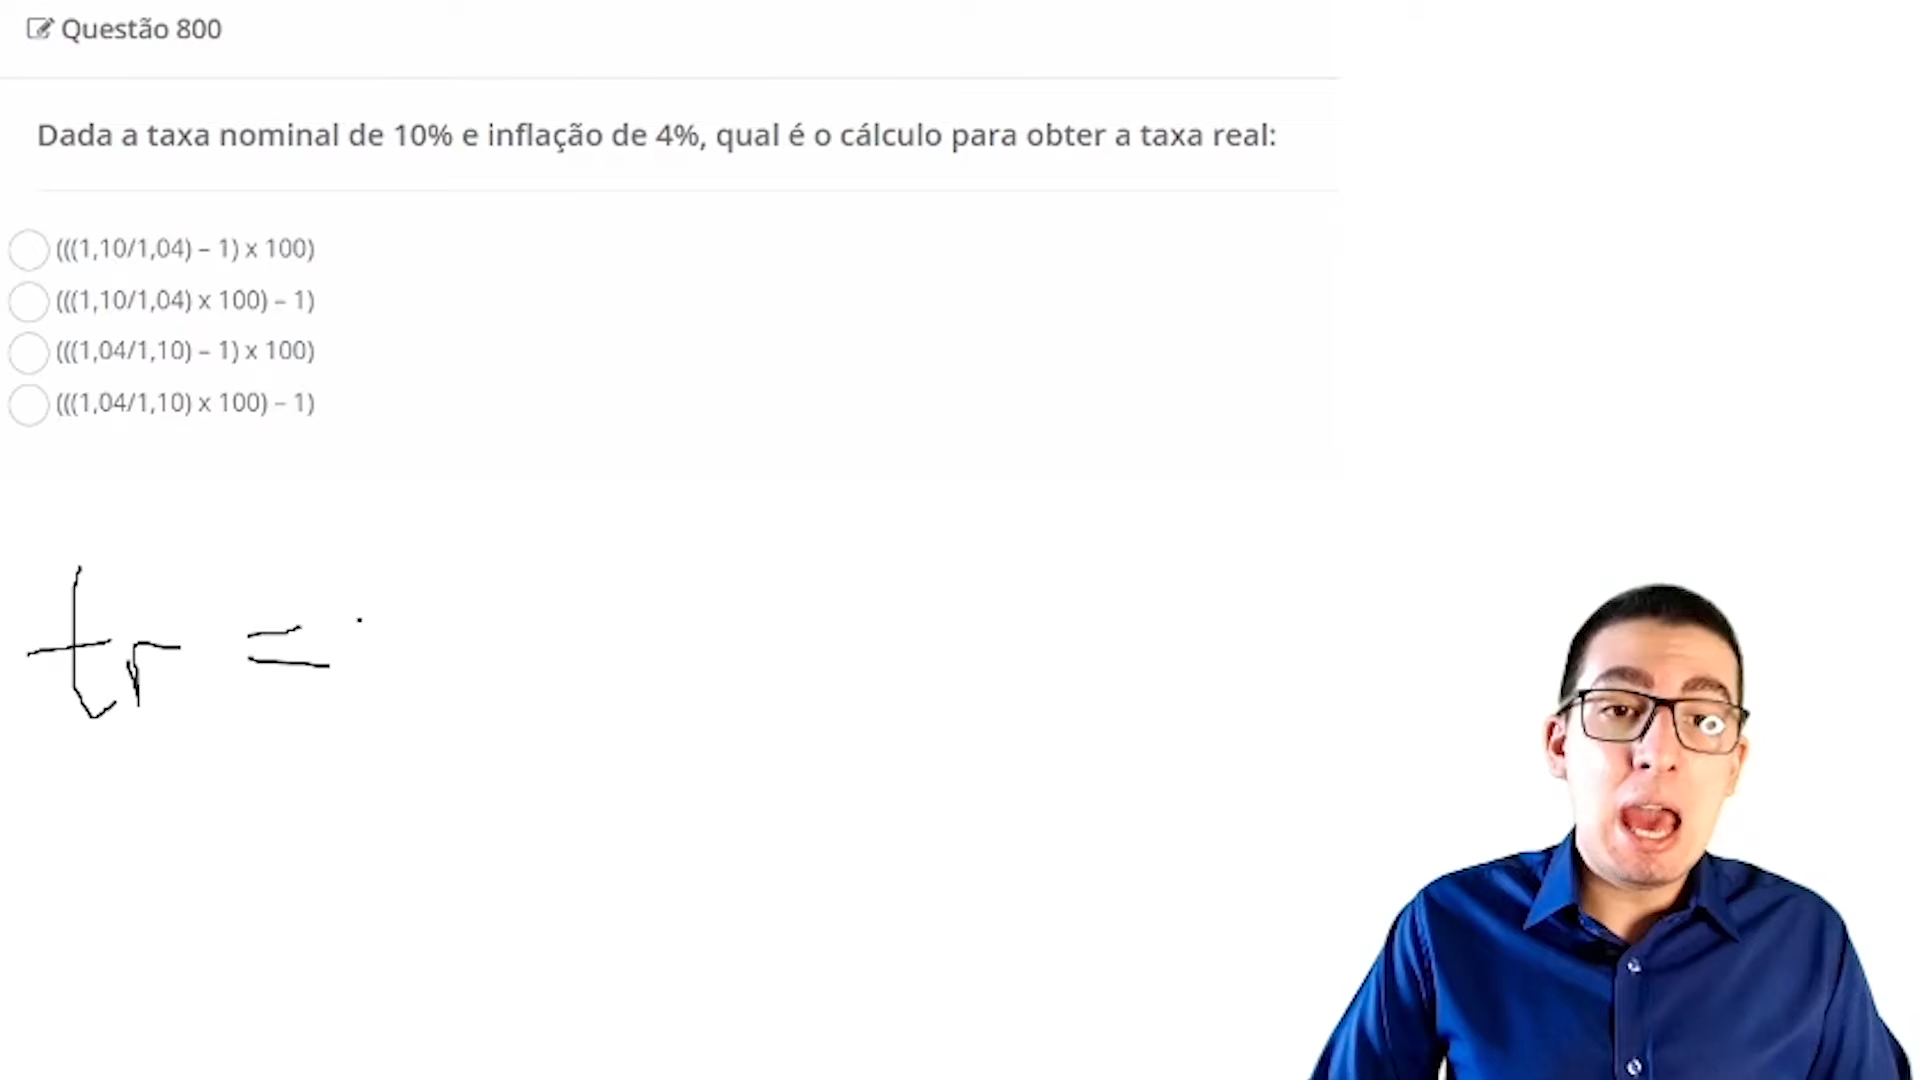 Questão 800
Dada a taxa nominal de 10% e inflação de 4%, qual é o cálculo para obter a taxa real:
(((1,10/1,04) – 1) x 100)
(((1,10/1,04) x 100) – 1)
(((1,04/1,10) – 1) x 100)
(((1,04/1,10) x 100) – 1)
tr =